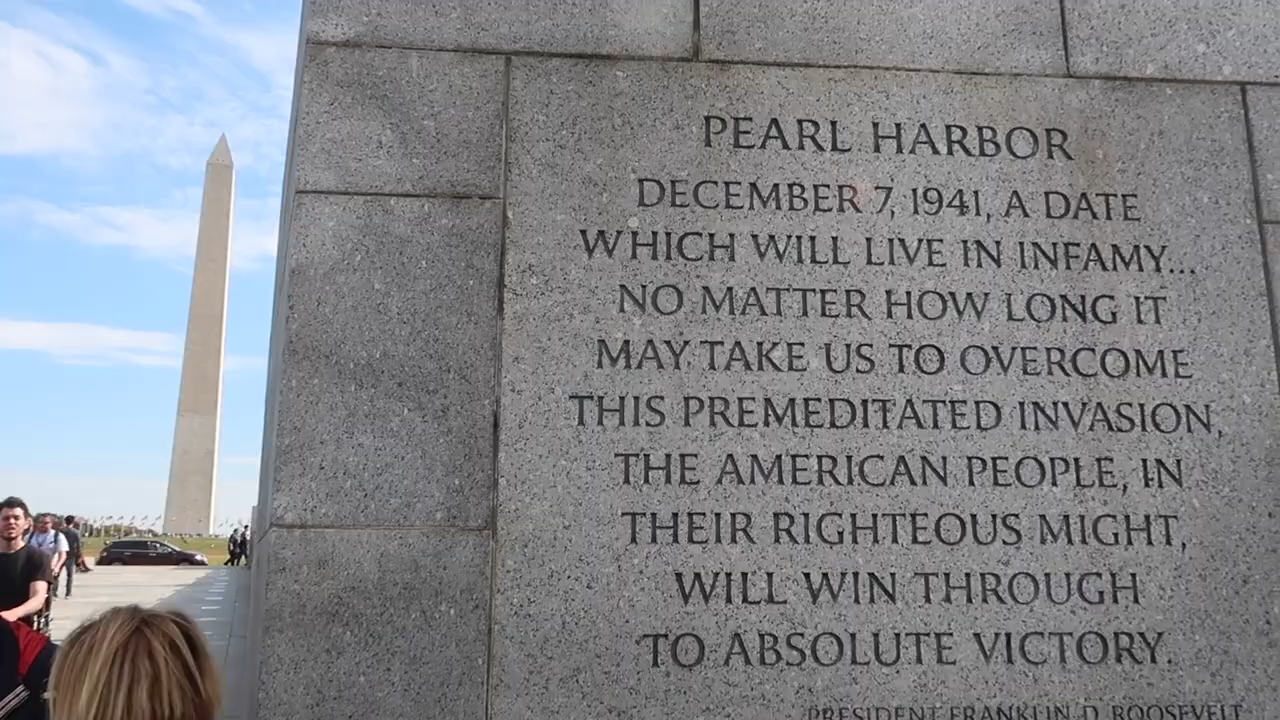 PEARL HARBOR
DECEMBER 7, 1941, A DATE
WHICH WILL LIVE IN INFAMY...
NO MATTER HOW LONG IT
MAY TAKE US TO OVERCOME
THIS PREMEDITATED INVASION,
THE AMERICAN PEOPLE, IN
THEIR RIGHTEOUS MIGHT,
WILL WIN THROUGH
TO ABSOLUTE VICTORY.
PRESIDENT FRANKLIN D. ROOSEVELT